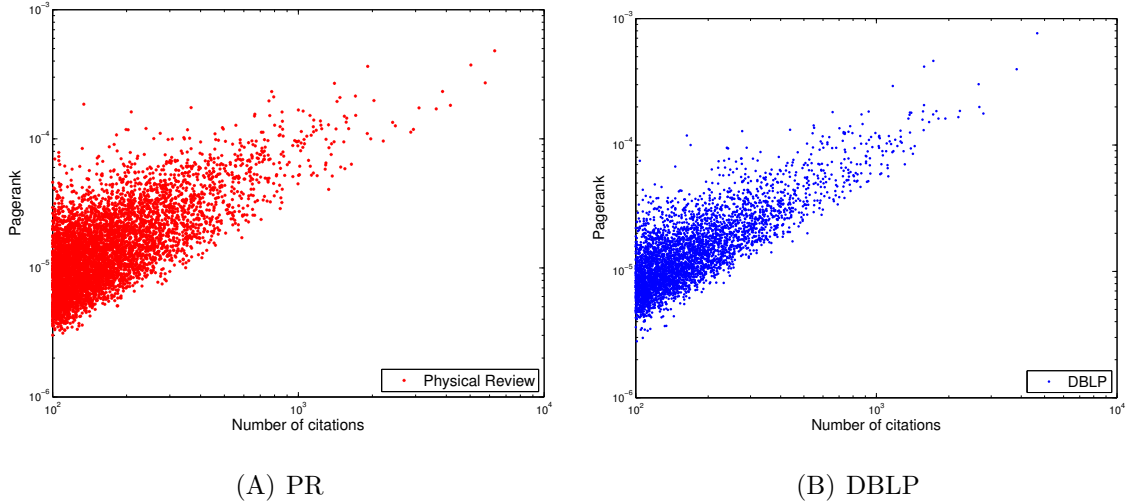 10^-3
10^-4
10^-5
10^-6
Pagerank
10^2
10^3
10^4
Number of citations
Physical Review
(A) PR
10^-3
10^-4
10^-5
10^-6
Pagerank
10^2
10^3
10^4
Number of citations
DBLP
(B) DBLP